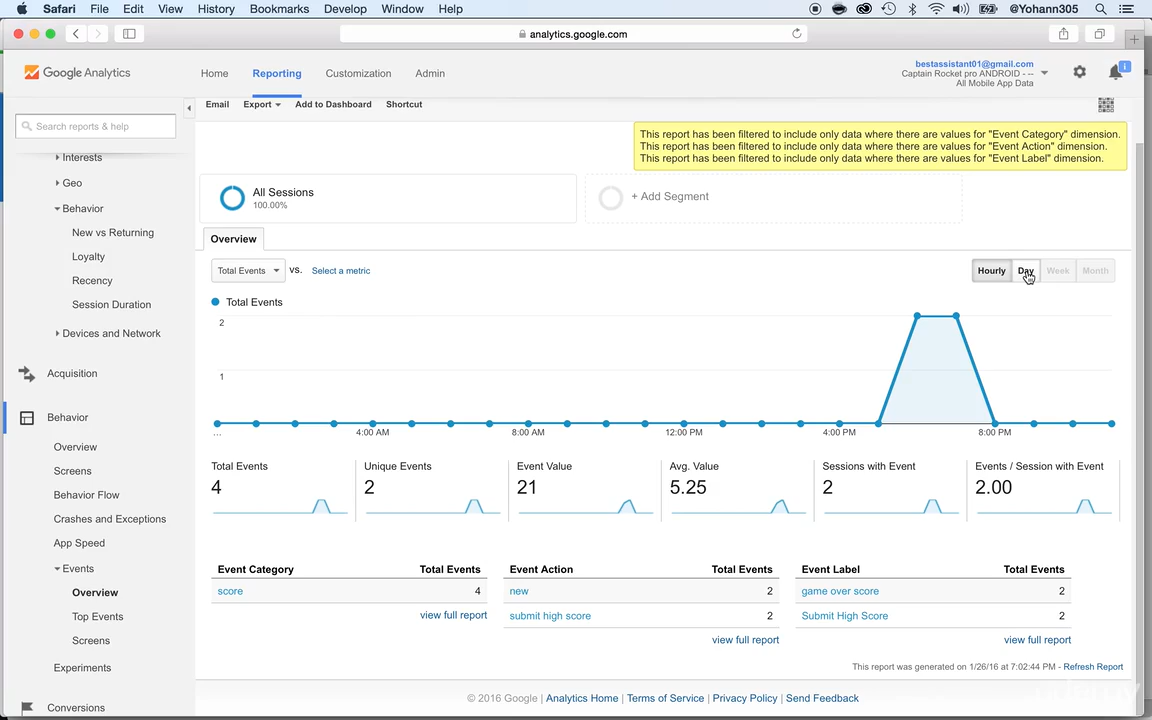 Safari File Edit View History Bookmarks Develop Window Help @Yohann305
analytics.google.com
Google Analytics Home Reporting Customization Admin
bestassistant01@gmail.com
Captain Rocket pro ANDROID - --
All Mobile App Data
Email Export Add to Dashboard Shortcut
Search reports & help
Interests
Geo
Behavior
New vs Returning
Loyalty
Recency
Session Duration
Devices and Network
Acquisition
Behavior
Overview
Screens
Behavior Flow
Crashes and Exceptions
App Speed
Events
Overview
Top Events
Screens
Experiments
Conversions
This report has been filtered to include only data where there are values for "Event Category" dimension.
This report has been filtered to include only data where there are values for "Event Action" dimension.
This report has been filtered to include only data where there are values for "Event Label" dimension.
All Sessions
100.00%
+ Add Segment
Overview
Total Events vs. Select a metric
Hourly Day Week Month
Total Events
2
1
... 4:00 AM 8:00 AM 12:00 PM 4:00 PM 8:00 PM
Total Events Unique Events Event Value Avg. Value Sessions with Event Events / Session with Event
4 2 21 5.25 2 2.00
Event Category Total Events
score 4
view full report
Event Action Total Events
new 2
submit high score 2
view full report
Event Label Total Events
game over score 2
Submit High Score 2
view full report
This report was generated on 1/26/16 at 7:02:44 PM - Refresh Report
© 2016 Google | Analytics Home | Terms of Service | Privacy Policy | Send Feedback